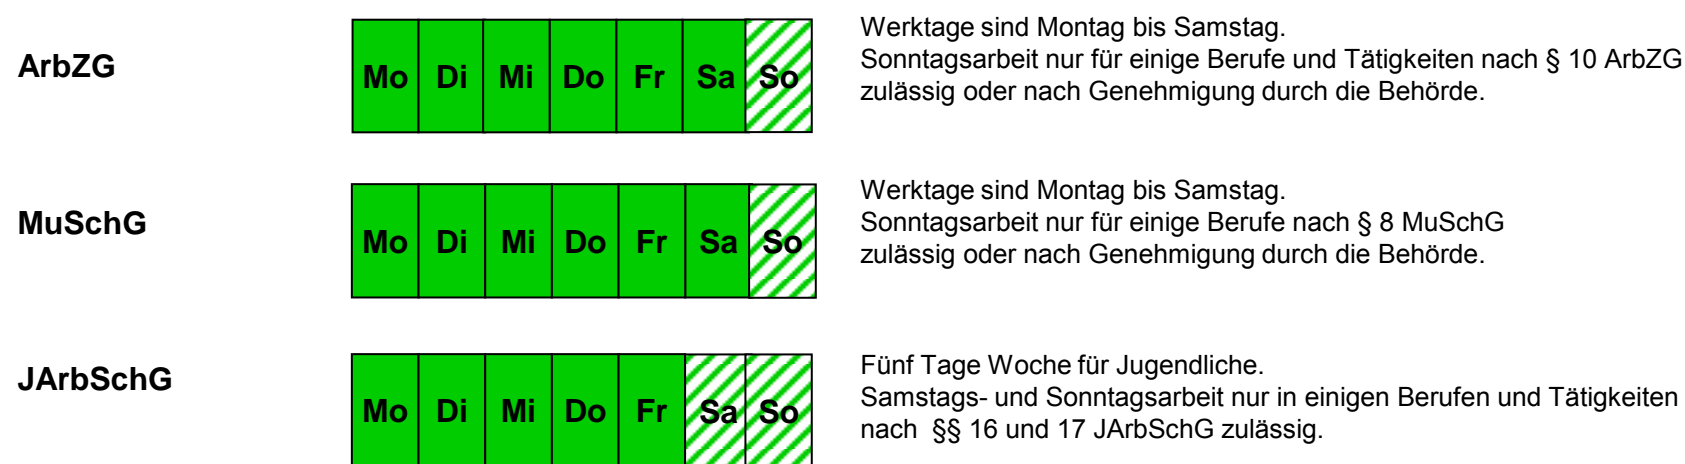 ArbZG
Mo Di Mi Do Fr Sa So
Werktage sind Montag bis Samstag.
Sonntagsarbeit nur für einige Berufe und Tätigkeiten nach § 10 ArbZG
zulässig oder nach Genehmigung durch die Behörde.
MuSchG
Mo Di Mi Do Fr Sa So
Werktage sind Montag bis Samstag.
Sonntagsarbeit nur für einige Berufe nach § 8 MuSchG
zulässig oder nach Genehmigung durch die Behörde.
JArbSchG
Mo Di Mi Do Fr Sa So
Fünf Tage Woche für Jugendliche.
Samstags- und Sonntagsarbeit nur in einigen Berufen und Tätigkeiten
nach §§ 16 und 17 JArbSchG zulässig.